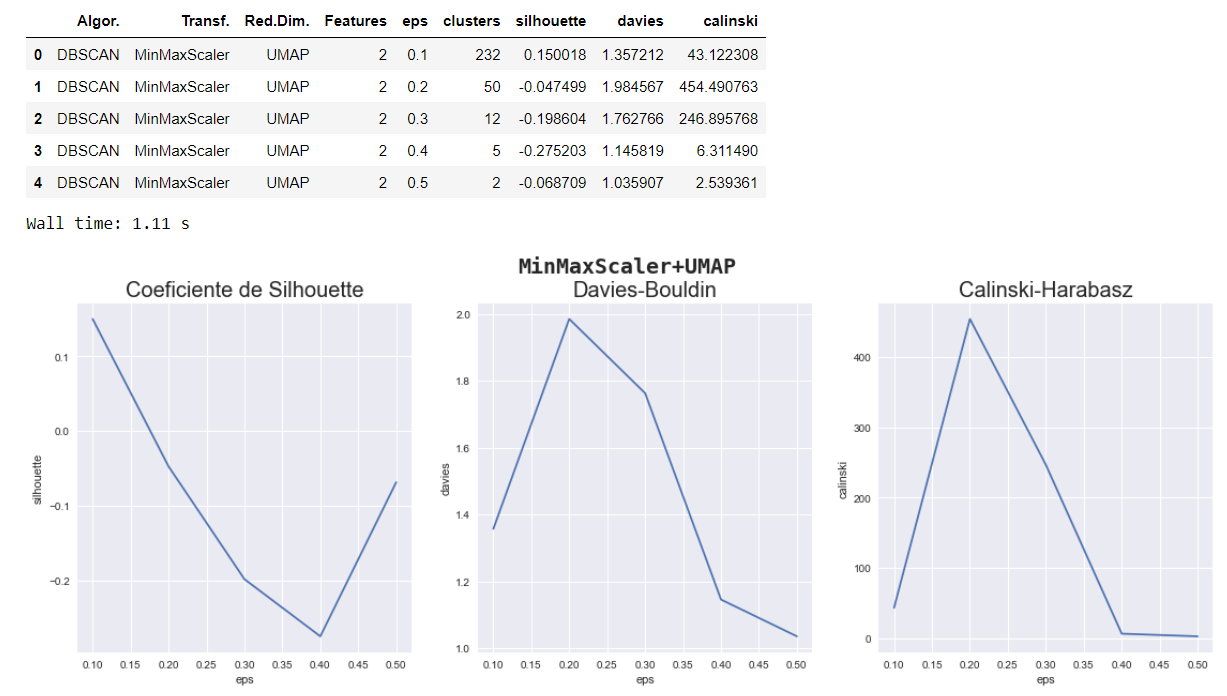 Algor. Transf. Red.Dim. Features eps clusters silhouette davies calinski
0 DBSCAN MinMaxScaler UMAP 2 0.1 232 0.150018 1.357212 43.122308
1 DBSCAN MinMaxScaler UMAP 2 0.2 50 -0.047499 1.984567 454.490763
2 DBSCAN MinMaxScaler UMAP 2 0.3 12 -0.198604 1.762766 246.895768
3 DBSCAN MinMaxScaler UMAP 2 0.4 5 -0.275203 1.145819 6.311490
4 DBSCAN MinMaxScaler UMAP 2 0.5 2 -0.068709 1.035907 2.539361
Wall time: 1.11 s
MinMaxScaler+UMAP
Coeficiente de Silhouette
silhouette
0.1
0.0
−0.1
−0.2
0.10 0.15 0.20 0.25 0.30 0.35 0.40 0.45 0.50
eps
Davies-Bouldin
davies
2.0
1.8
1.6
1.4
1.2
1.0
0.10 0.15 0.20 0.25 0.30 0.35 0.40 0.45 0.50
eps
Calinski-Harabasz
calinski
400
300
200
100
0
0.10 0.15 0.20 0.25 0.30 0.35 0.40 0.45 0.50
eps